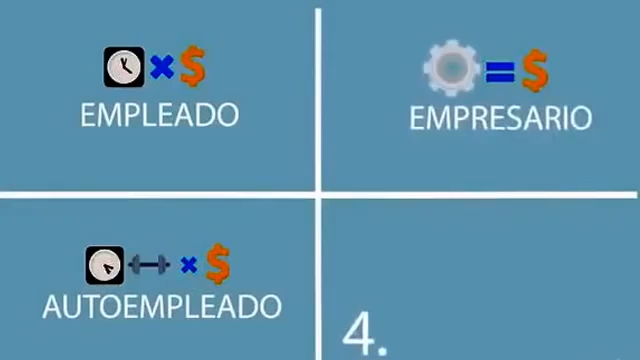 × $
EMPLEADO
= $
EMPRESARIO
× $
AUTOEMPLEADO
4.